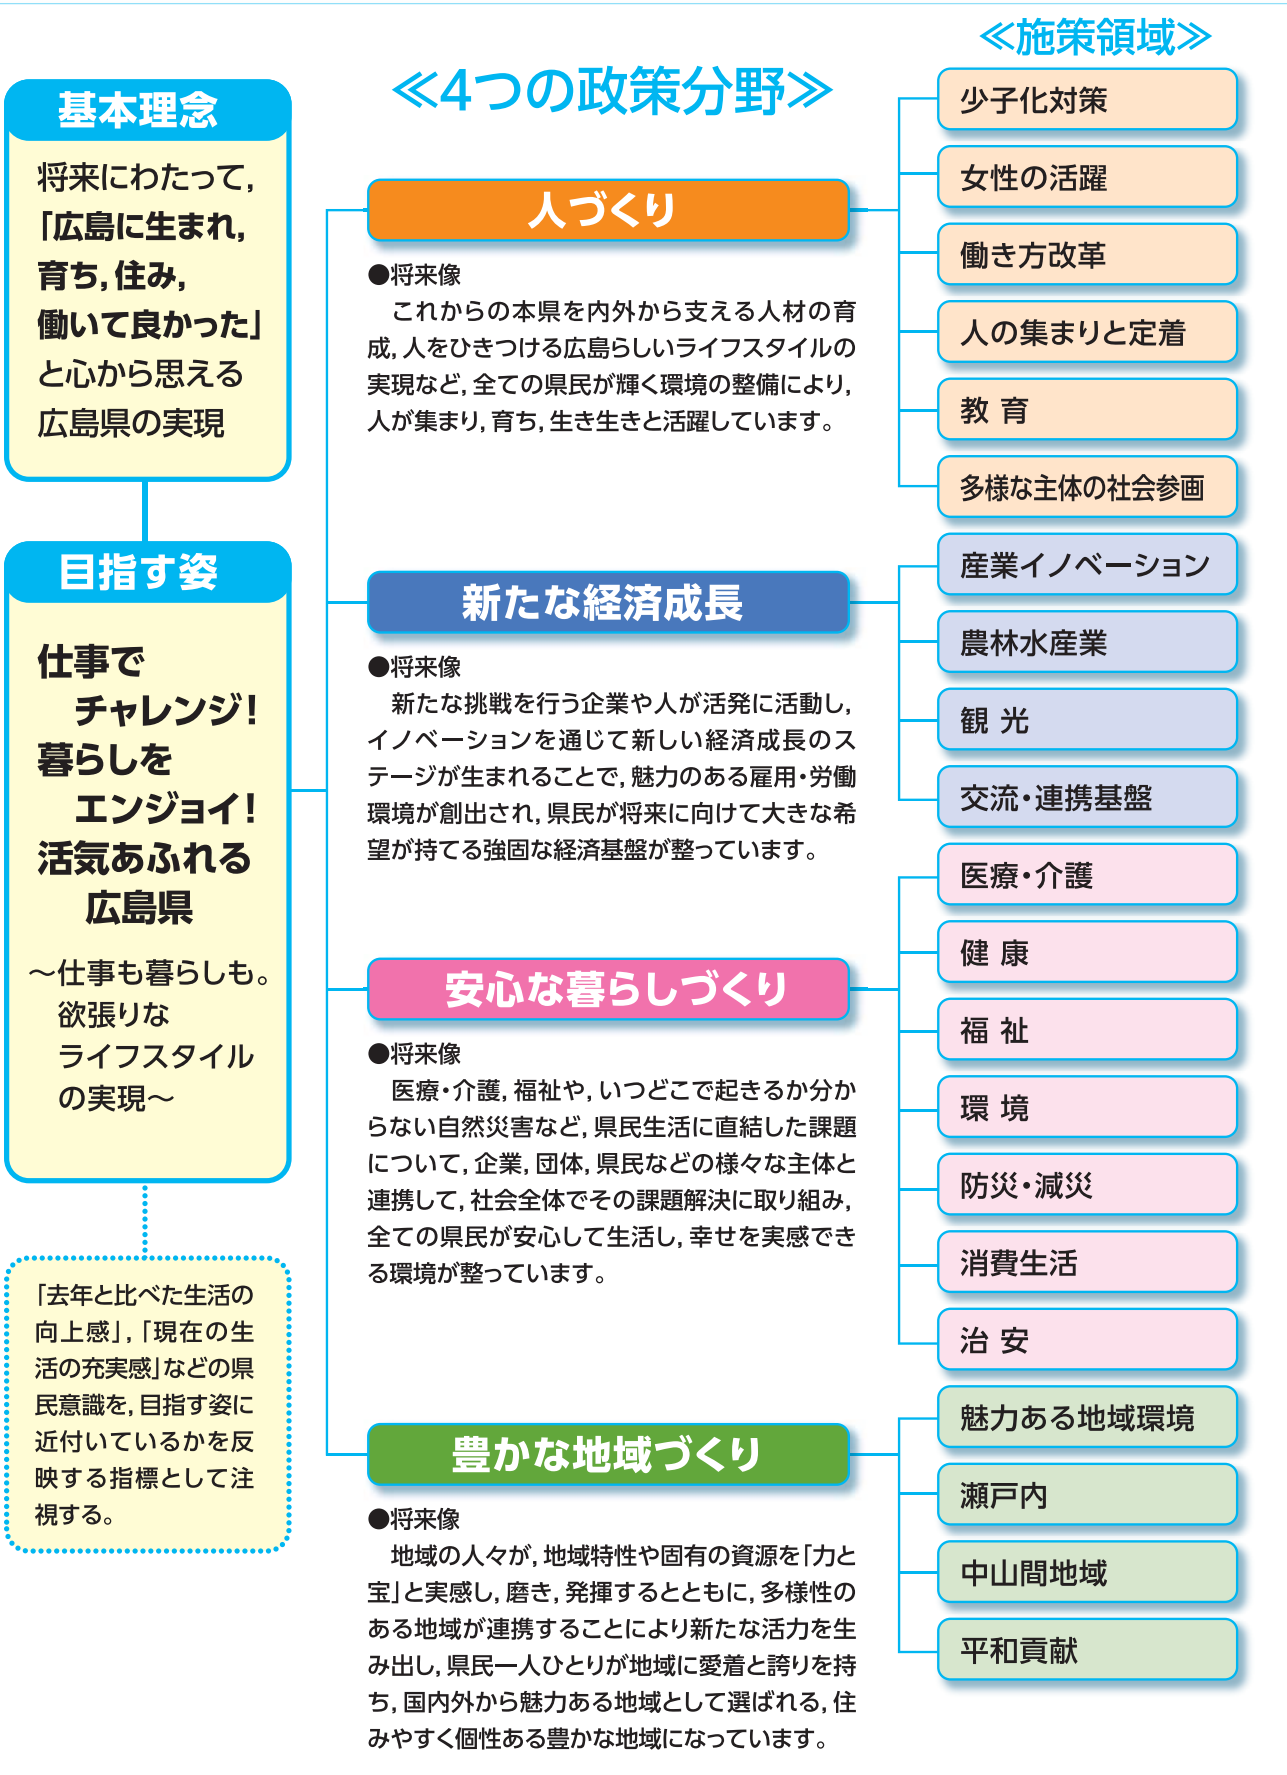 基本理念
将来にわたって，
「広島に生まれ，
育ち，住み，
働いて良かった」
と心から思える
広島県の実現
目指す姿
仕事で
チャレンジ！
暮らしを
エンジョイ！
活気あふれる
広島県
～仕事も暮らしも。
欲張りな
ライフスタイル
の実現～
「去年と比べた生活の
向上感」，「現在の生
活の充実感」などの県
民意識を，目指す姿に
近付いているかを反
映する指標として注
視する。
≪4つの政策分野≫
人づくり
●将来像
これからの本県を内外から支える人材の育
成，人をひきつける広島らしいライフスタイルの
実現など，全ての県民が輝く環境の整備により，
人が集まり，育ち，生き生きと活躍しています。
新たな経済成長
●将来像
新たな挑戦を行う企業や人が活発に活動し，
イノベーションを通じて新しい経済成長のス
テージが生まれることで，魅力のある雇用・労働
環境が創出され，県民が将来に向けて大きな希
望が持てる強固な経済基盤が整っています。
安心な暮らしづくり
●将来像
医療・介護，福祉や，いつどこで起きるか分か
らない自然災害など，県民生活に直結した課題
について，企業，団体，県民などの様々な主体と
連携して，社会全体でその課題解決に取り組み，
全ての県民が安心して生活し，幸せを実感でき
る環境が整っています。
豊かな地域づくり
●将来像
地域の人々が，地域特性や固有の資源を「力と
宝」と実感し，磨き，発揮するとともに，多様性の
ある地域が連携することにより新たな活力を生
み出し，県民一人ひとりが地域に愛着と誇りを持
ち，国内外から魅力ある地域として選ばれる，住
みやすく個性ある豊かな地域になっています。
≪施策領域≫
少子化対策
女性の活躍
働き方改革
人の集まりと定着
教 育
多様な主体の社会参画
産業イノベーション
農林水産業
観 光
交流・連携基盤
医療・介護
健 康
福 祉
環 境
防災・減災
消費生活
治 安
魅力ある地域環境
瀬戸内
中山間地域
平和貢献